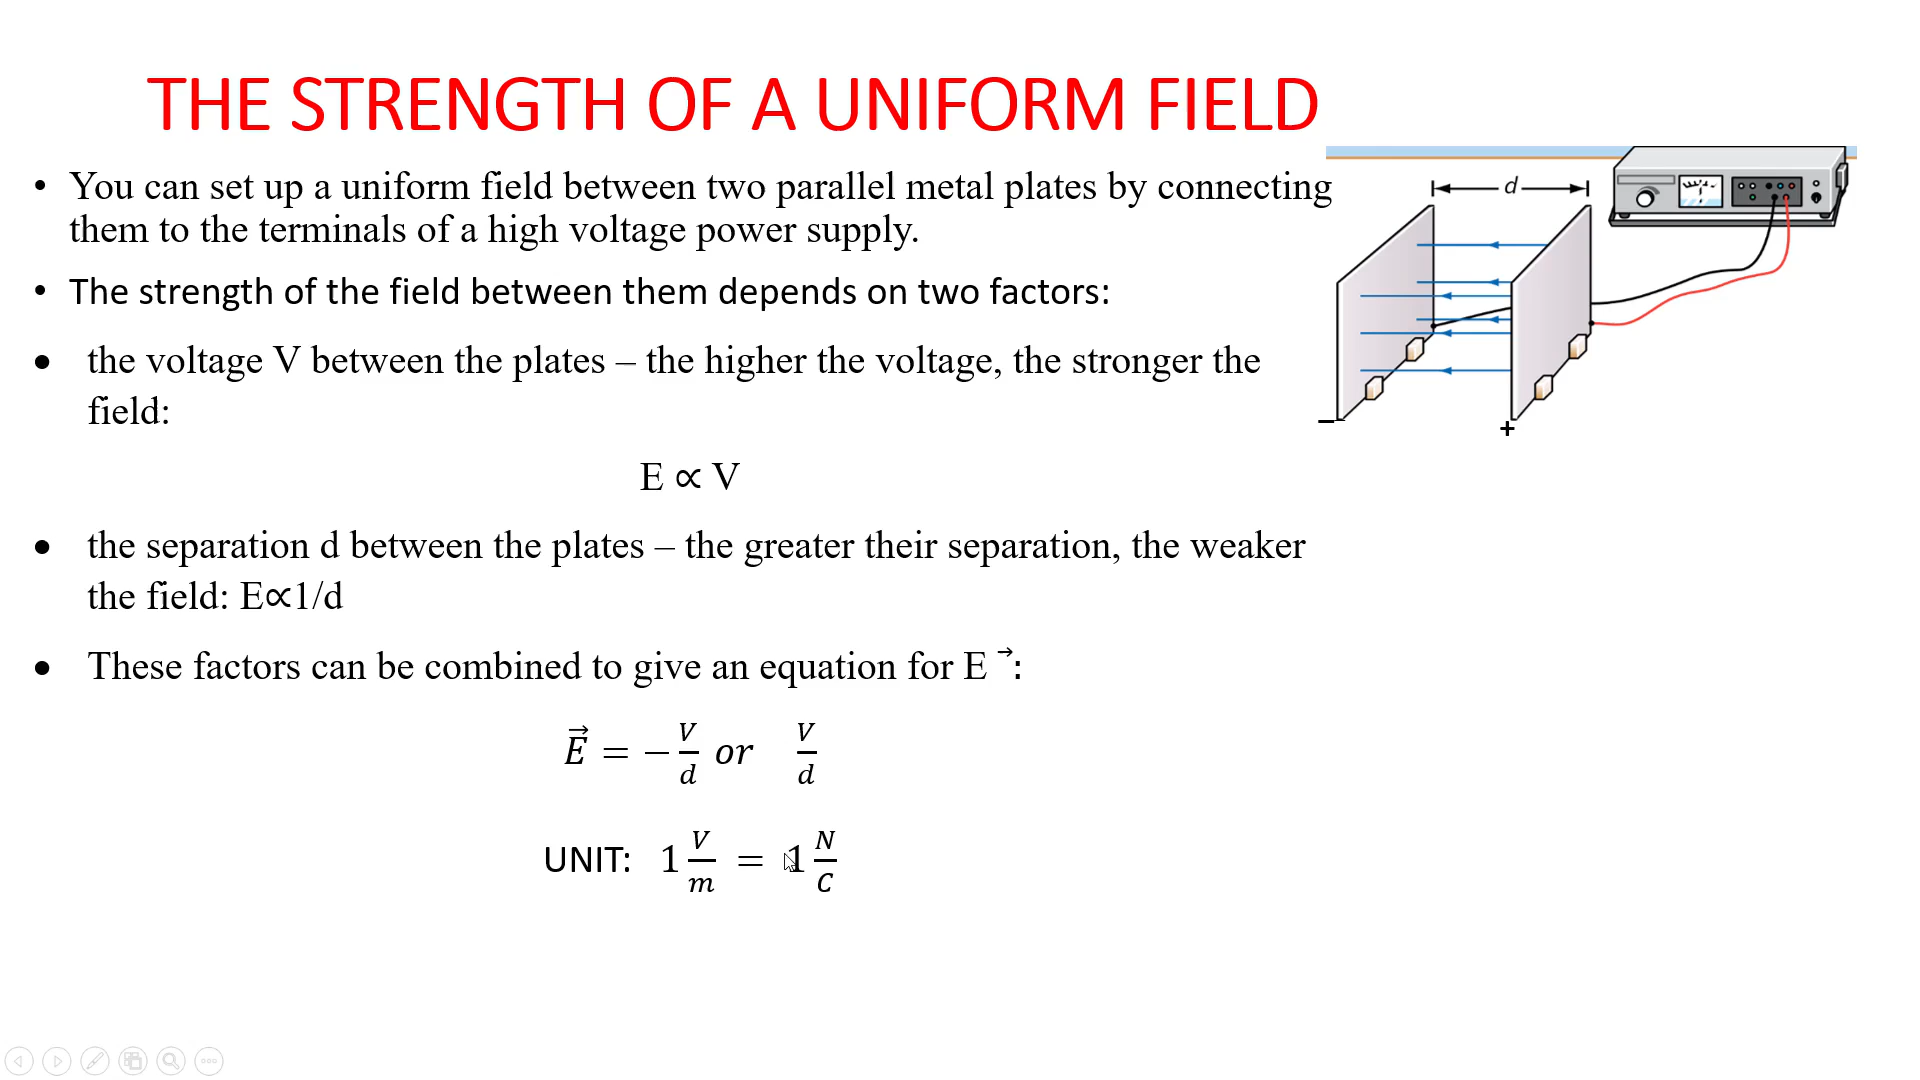 THE STRENGTH OF A UNIFORM FIELD
• You can set up a uniform field between two parallel metal plates by connecting
them to the terminals of a high voltage power supply.
d
• The strength of the field between them depends on two factors:
• the voltage V between the plates – the higher the voltage, the stronger the
field:
–
+
E ∝ V
• the separation d between the plates – the greater their separation, the weaker
the field: E∝1/d
• These factors can be combined to give an equation for E →:
E⃗ = −V/d or V/d
UNIT: 1 V/m = 1 N/C